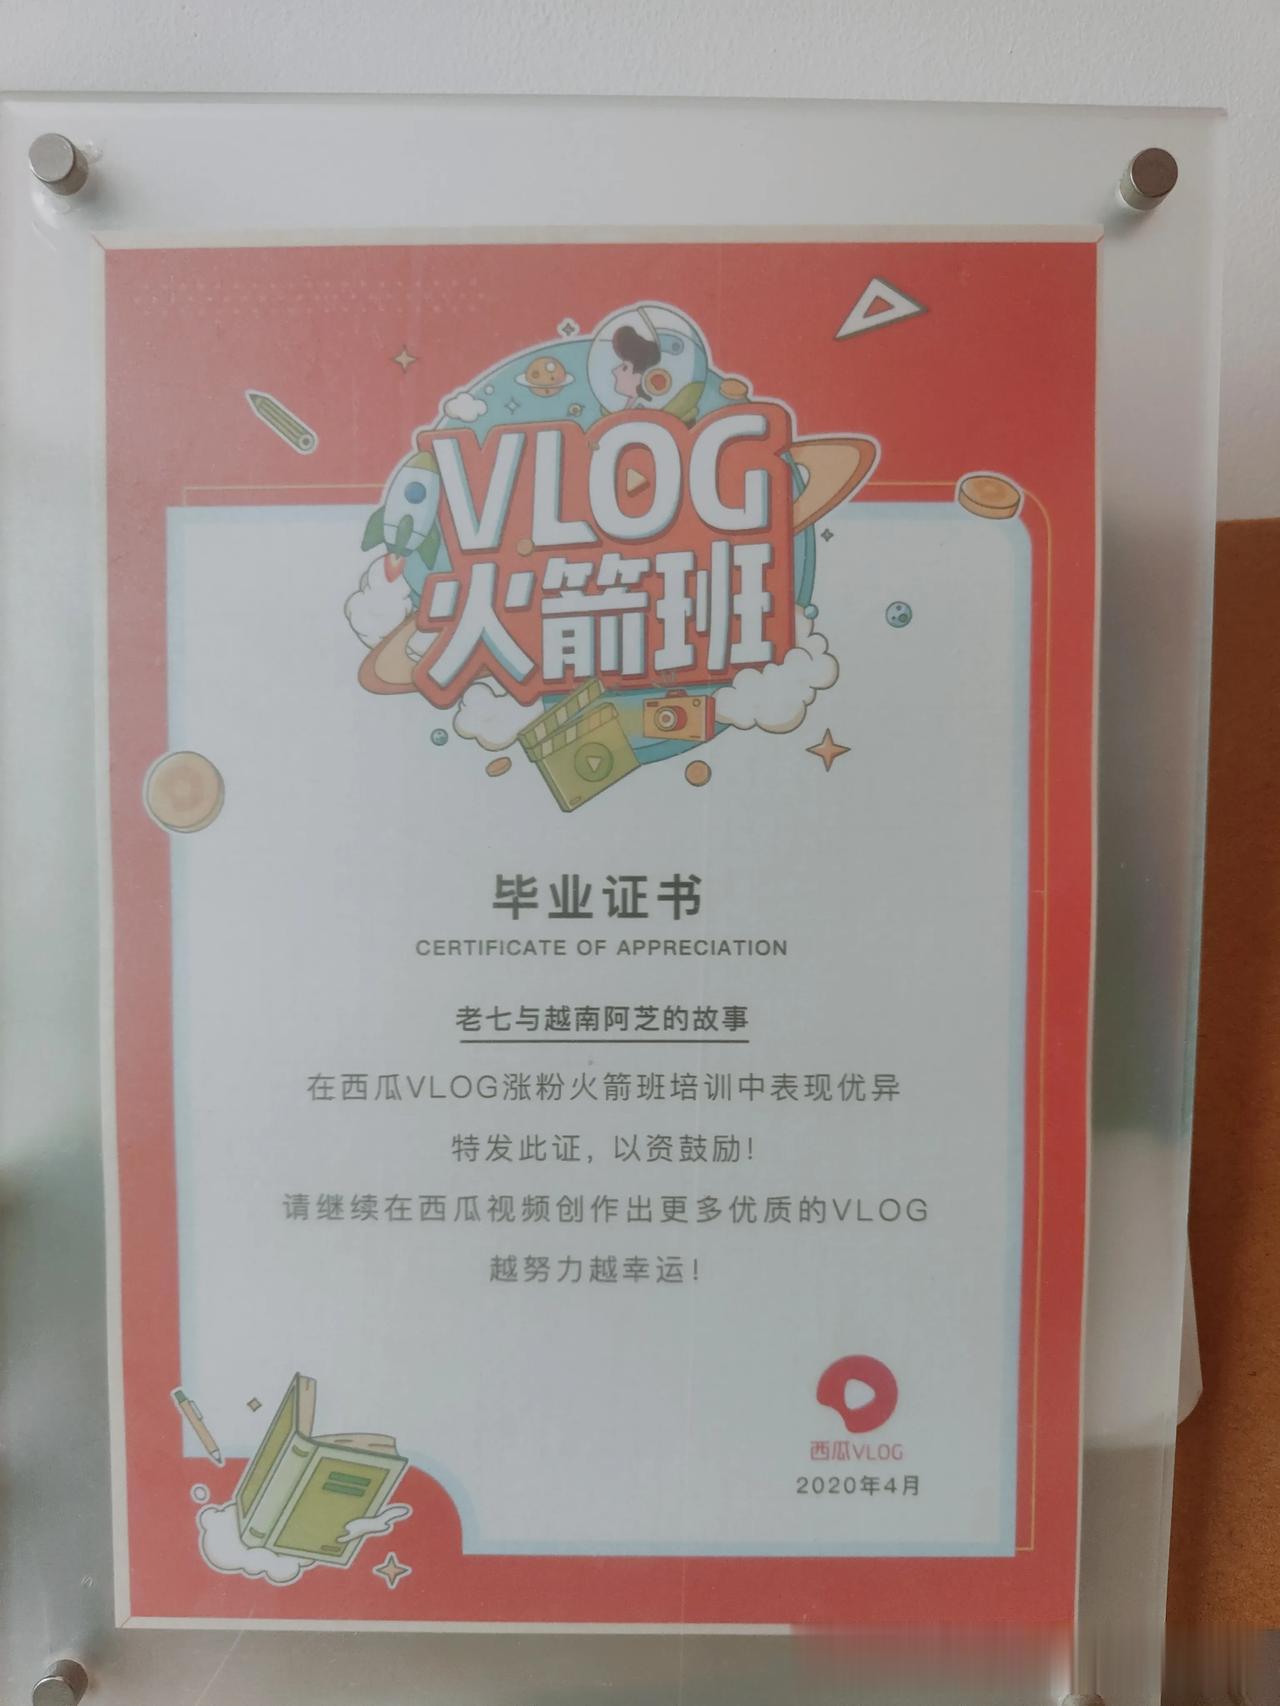 VLOG
火箭班
毕业证书
CERTIFICATE OF APPRECIATION
老七与越南阿芝的故事
在西瓜VLOG涨粉火箭班培训中表现优异
特发此证，以资鼓励！
请继续在西瓜视频创作出更多优质的VLOG
越努力越幸运！
西瓜VLOG
2020年4月